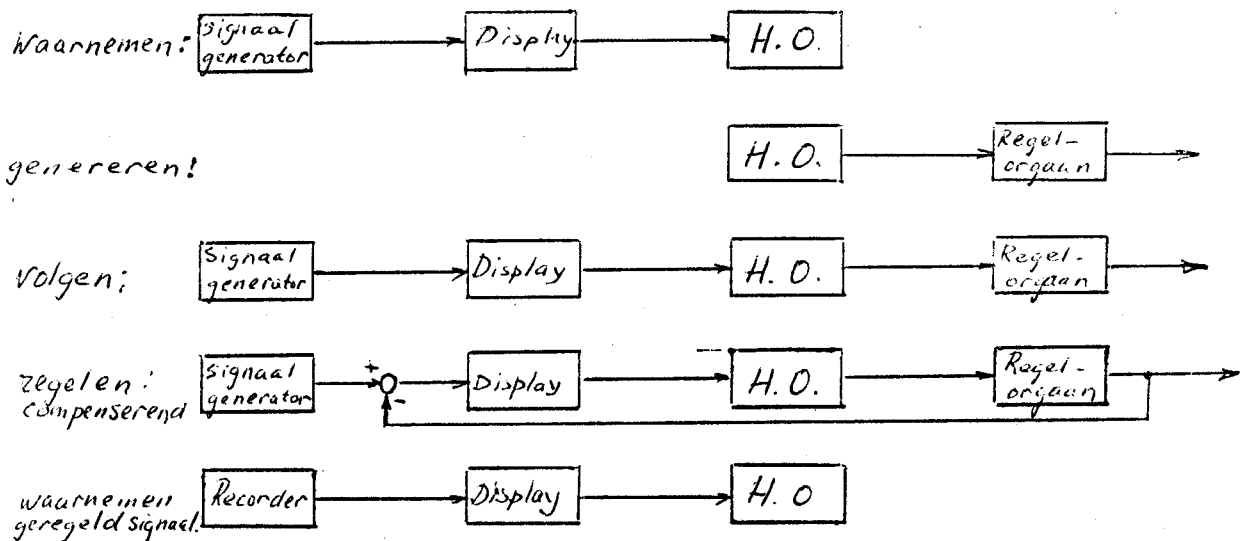 Waarnemen: Signaal generator Display H.O.
genereren! H.O. Regel- orgaan
Volgen: Signaal generator Display H.O. Regel- orgaan
regelen: Signaal generator + - Display H.O. Regel- orgaan
compenserend
waarnemen Recorder Display H.O
geregeld signaal.